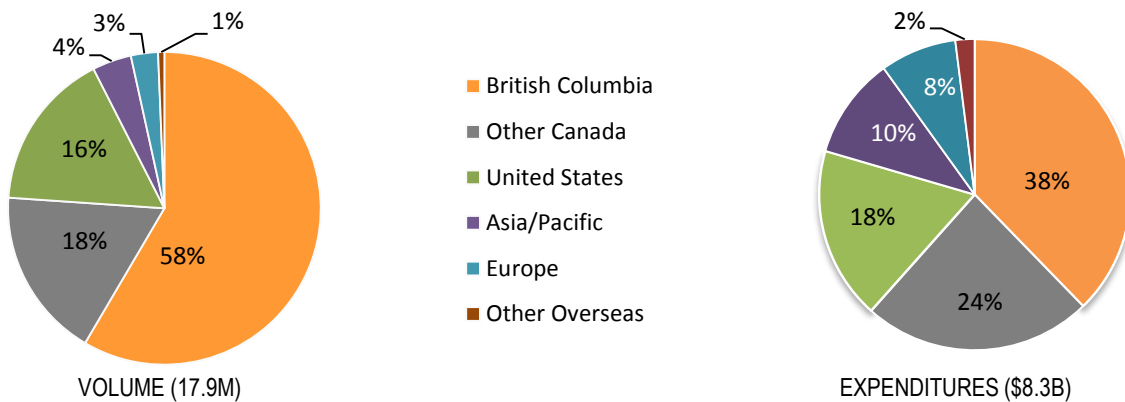 3%
1%
4%
16%
18%
58%
VOLUME (17.9M)
British Columbia
Other Canada
United States
Asia/Pacific
Europe
Other Overseas
2%
8%
10%
38%
18%
24%
EXPENDITURES ($8.3B)